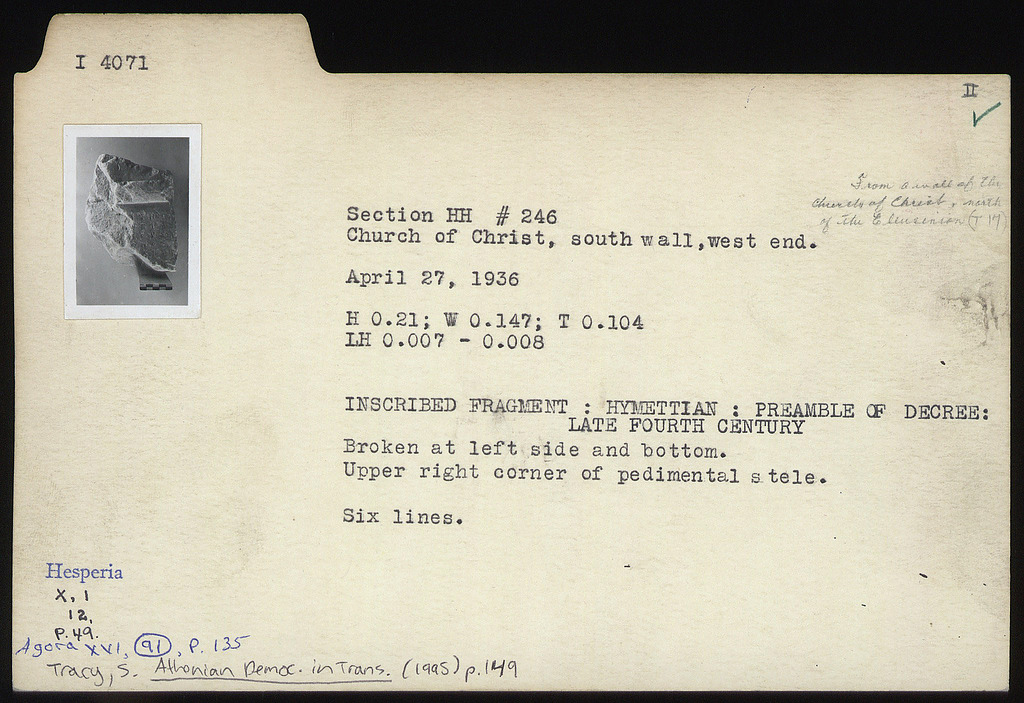 I 4071
II
From a wall of the
Church of Christ, north
of the Eleusinion (T 17)
Section HH # 246
Church of Christ, south wall,west end.
April 27, 1936
H 0.21; W 0.147; T 0.104
LH 0.007 - 0.008
INSCRIBED FRAGMENT : HYMETTIAN : PREAMBLE OF DECREE:
LATE FOURTH CENTURY
Broken at left side and bottom.
Upper right corner of pedimental stele.
Six lines.
Hesperia
X, 1
12,
P.49.
Agora XVI, 91, P. 135
Tracy, S. Athenian Democ. in Trans. (1995) p.149